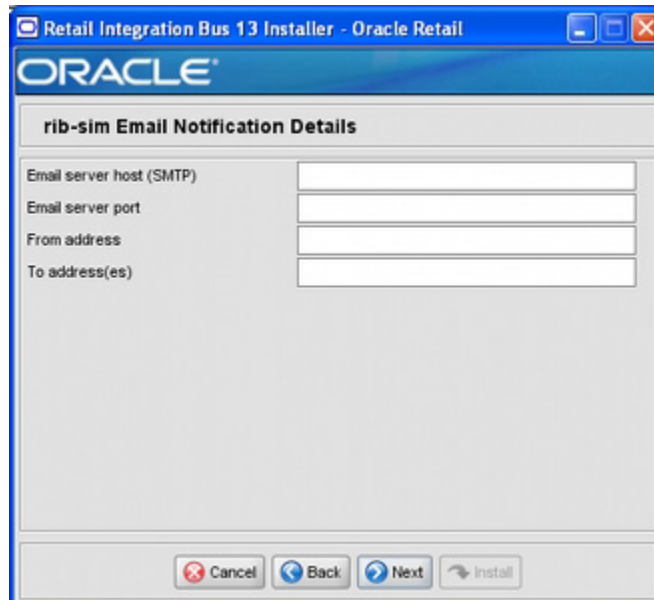 Retail Integration Bus 13 Installer - Oracle Retail
ORACLE®
rib-sim Email Notification Details
Email server host (SMTP)
Email server port
From address
To address(es)
Cancel Back Next Install